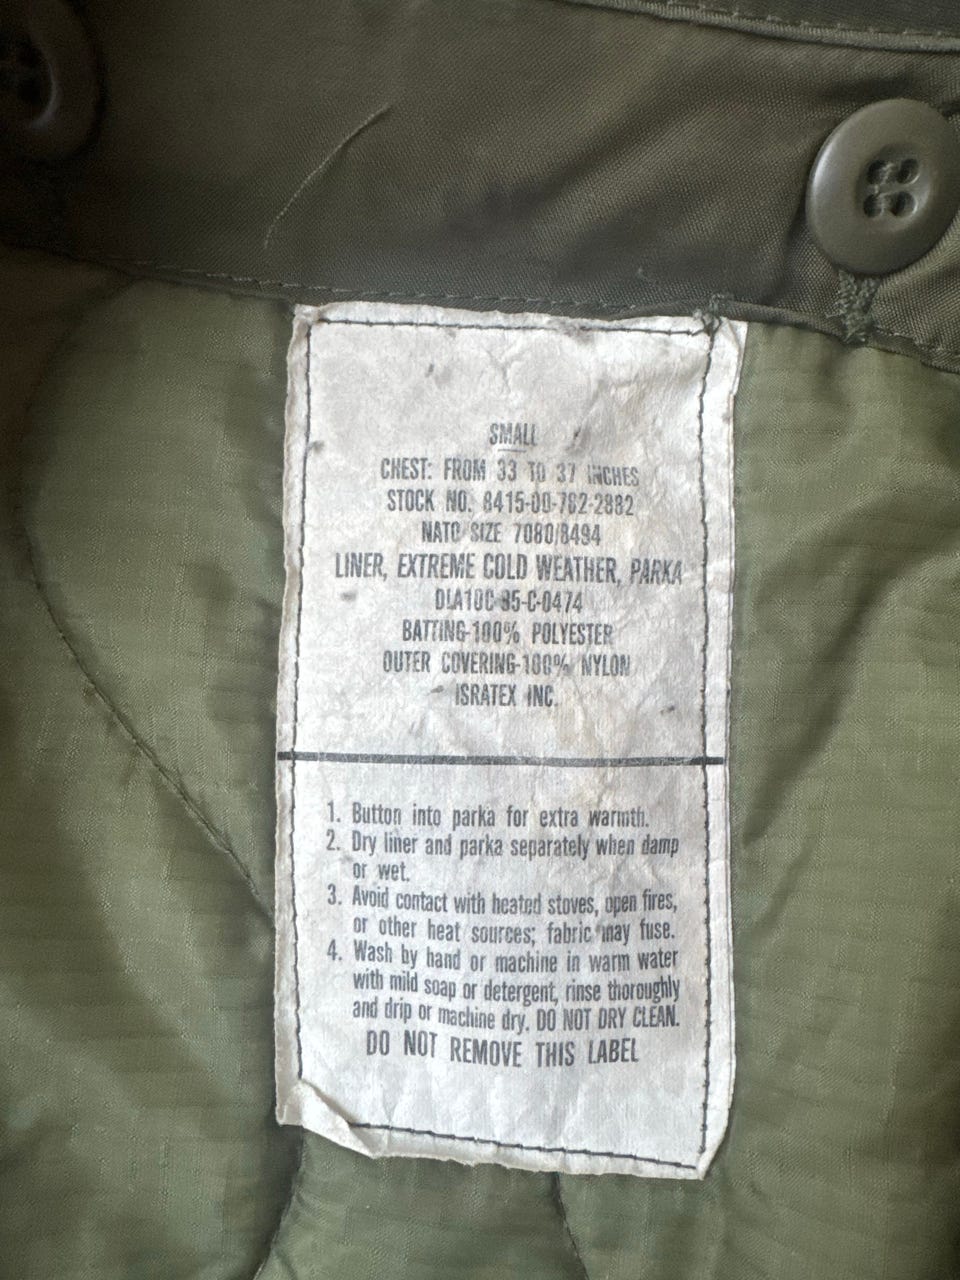 SMALL
CHEST: FROM 33 TO 37 INCHES
STOCK NO. 8415-00-782-2882
NATO SIZE 7080/8494
LINER, EXTREME COLD WEATHER, PARKA
DLA100-85-C-0474
BATTING-100% POLYESTER
OUTER COVERING-100% NYLON
ISRATEX INC.
1. Button into parka for extra warmth.
2. Dry liner and parka separately when damp
or wet.
3. Avoid contact with heated stoves, open fires,
or other heat sources; fabric may fuse.
4. Wash by hand or machine in warm water
with mild soap or detergent, rinse thoroughly
and drip or machine dry. DO NOT DRY CLEAN.
DO NOT REMOVE THIS LABEL